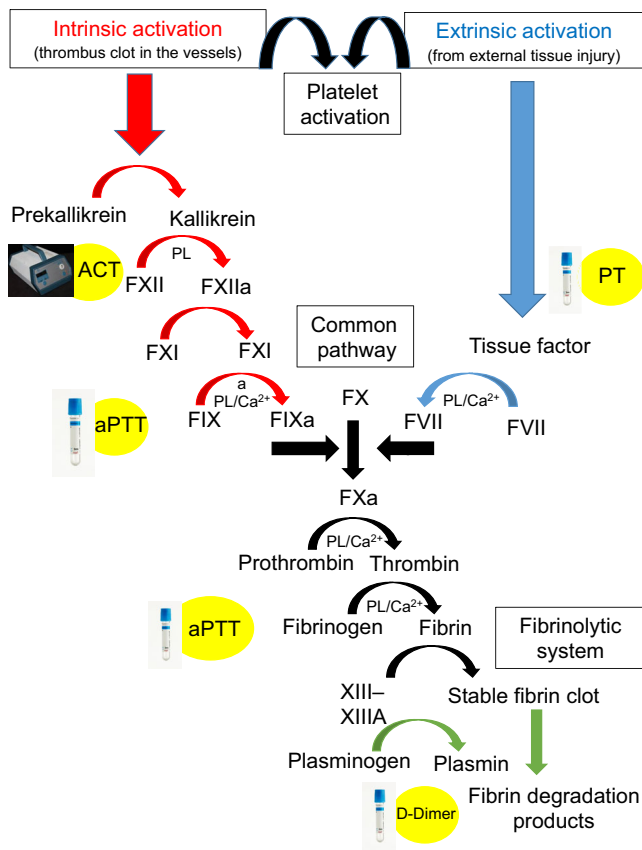 Intrinsic activation
(thrombus clot in the vessels)
Extrinsic activation
(from external tissue injury)
Platelet
activation
Prekallikrein
Kallikrein
ACT
PL
FXII
FXIIa
PT
FXI
FXI
a
Common
pathway
Tissue factor
aPTT
PL/Ca²⁺
FIX
FIXa
FX
PL/Ca²⁺
FVII
FVII
FXa
PL/Ca²⁺
Prothrombin
Thrombin
PL/Ca²⁺
aPTT
Fibrinogen
Fibrin
Fibrinolytic
system
XIII–
XIIIA
Stable fibrin clot
Plasminogen
Plasmin
D-Dimer
Fibrin degradation
products